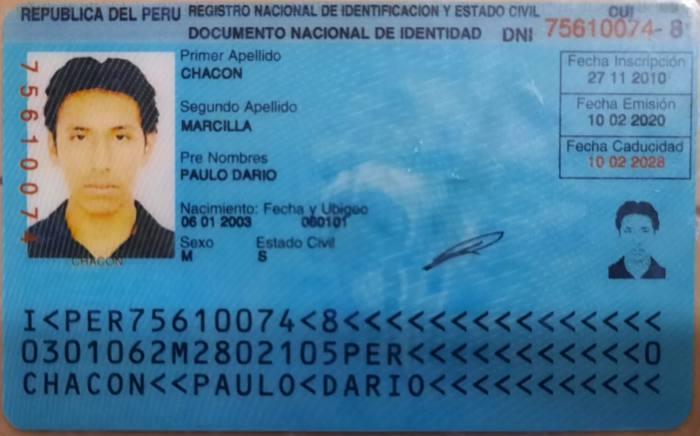 REPUBLICA DEL PERU REGISTRO NACIONAL DE IDENTIFICACION Y ESTADO CIVIL CUI
DOCUMENTO NACIONAL DE IDENTIDAD DNI 75610074-8
Primer Apellido
CHACON
Segundo Apellido
MARCILLA
Pre Nombres
PAULO DARIO
Nacimiento: Fecha y Ubigeo
06 01 2003 080101
Sexo Estado Civil
M S
Fecha Inscripción
27 11 2010
Fecha Emisión
10 02 2020
Fecha Caducidad
10 02 2028
75610074
CHACON
I<PER75610074<8<<<<<<<<<<<<<<<
0301062M2802105PER<<<<<<<<<<<0
CHACON<<PAULO<DARIO<<<<<<<<<<<